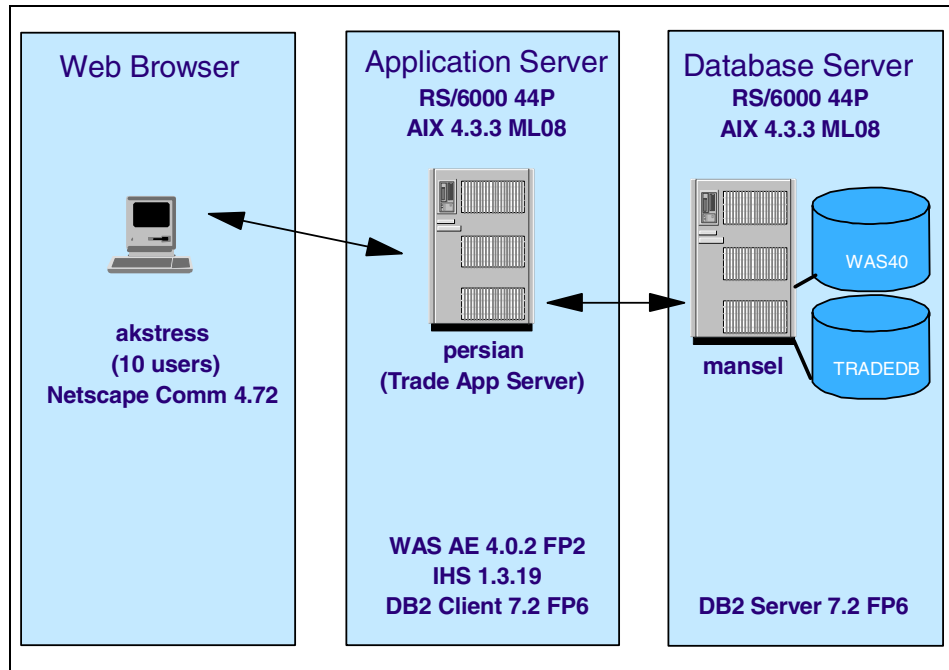 Web Browser
akstress
(10 users)
Netscape Comm 4.72
Application Server
RS/6000 44P
AIX 4.3.3 ML08
persian
(Trade App Server)
WAS AE 4.0.2 FP2
IHS 1.3.19
DB2 Client 7.2 FP6
Database Server
RS/6000 44P
AIX 4.3.3 ML08
WAS40
mansel
TRADEDB
DB2 Server 7.2 FP6